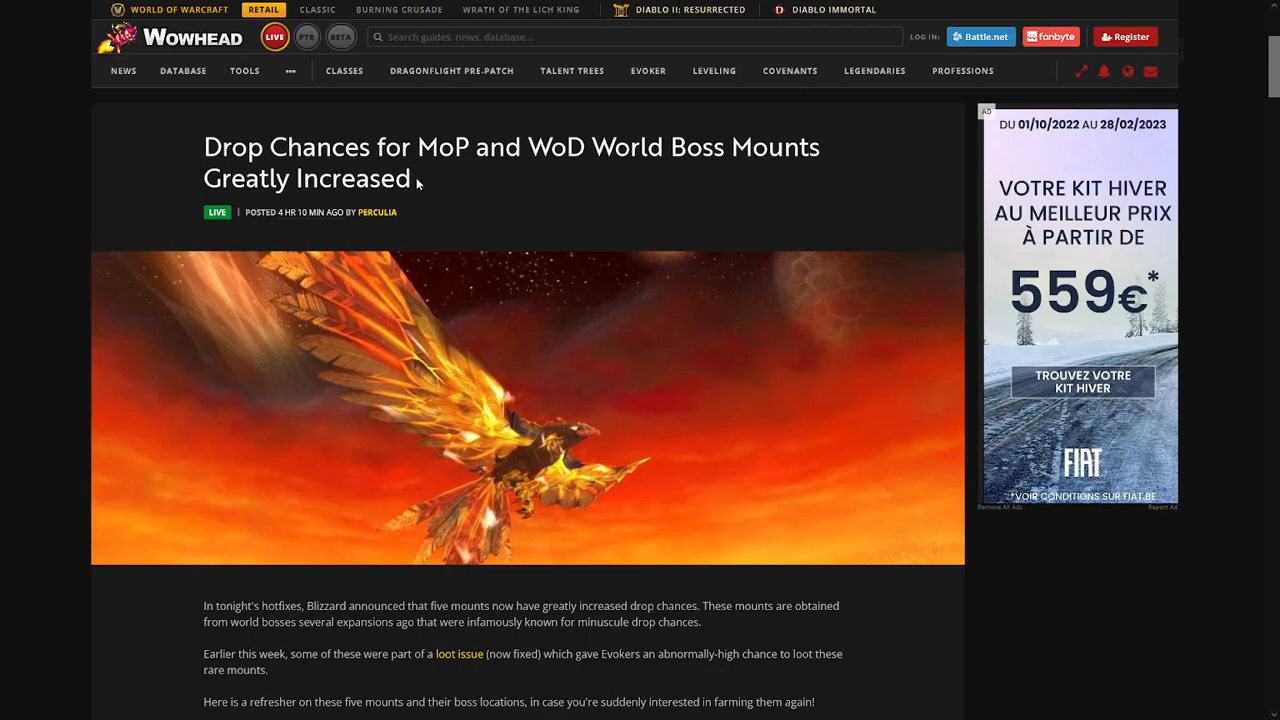 WORLD OF WARCRAFT RETAIL CLASSIC BURNING CRUSADE WRATH OF THE LICH KING DIABLO II: RESURRECTED DIABLO IMMORTAL
WOWHEAD LIVE PTR BETA Search guides, news, database... LOG IN: Battle.net fanbyte Register
NEWS DATABASE TOOLS ••• CLASSES DRAGONFLIGHT PRE-PATCH TALENT TREES EVOKER LEVELING COVENANTS LEGENDARIES PROFESSIONS
Drop Chances for MoP and WoD World Boss Mounts
Greatly Increased
LIVE | POSTED 4 HR 10 MIN AGO BY PERCULIA
In tonight's hotfixes, Blizzard announced that five mounts now have greatly increased drop chances. These mounts are obtained
from world bosses several expansions ago that were infamously known for minuscule drop chances.
Earlier this week, some of these were part of a loot issue (now fixed) which gave Evokers an abnormally-high chance to loot these
rare mounts.
Here is a refresher on these five mounts and their boss locations, in case you're suddenly interested in farming them again!
AD
DU 01/10/2022 AU 28/02/2023
VOTRE KIT HIVER
AU MEILLEUR PRIX
À PARTIR DE
559€*
TROUVEZ VOTRE
KIT HIVER
FIAT
*VOIR CONDITIONS SUR FIAT.BE
Remove All Ads Report Ad